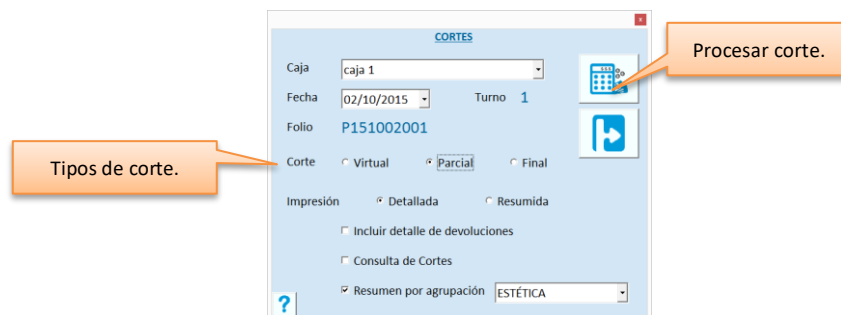 CORTES
Procesar corte.
Caja caja 1
Fecha 02/10/2015 Turno 1
Folio P151002001
Tipos de corte.
Corte Virtual Parcial Final
Impresión Detallada Resumida
Incluir detalle de devoluciones
Consulta de Cortes
Resumen por agrupación ESTÉTICA
?